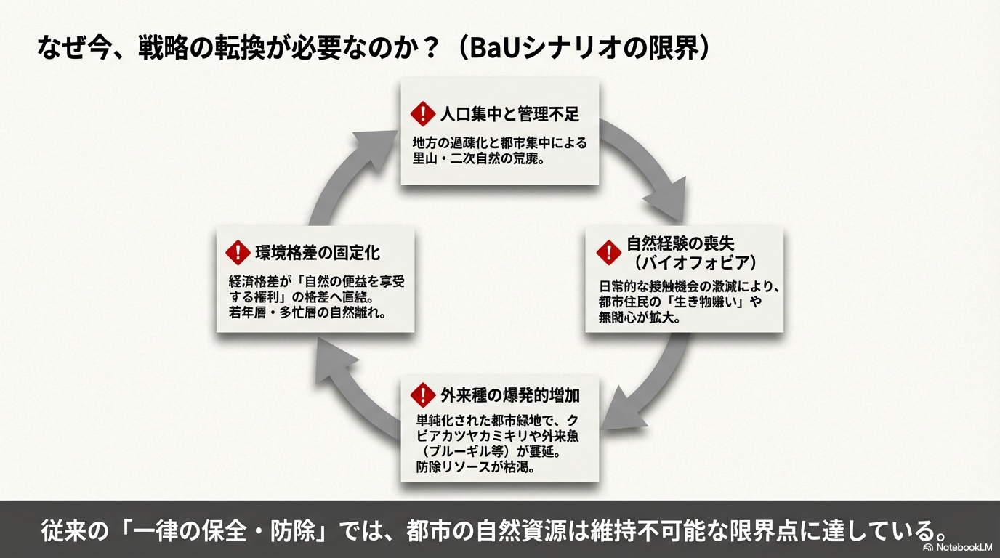 なぜ今、戦略の転換が必要なのか？（BaUシナリオの限界）
人口集中と管理不足
地方の過疎化と都市集中による
里山・二次自然の荒廃。
自然経験の喪失
（バイオフォビア）
日常的な接触機会の激減により、
都市住民の「生き物嫌い」や
無関心が拡大。
外来種の爆発的増加
単純化された都市緑地で、ク
ビアカツヤカミキリや外来魚
（ブルーギル等）が蔓延。
防除リソースが枯渇。
環境格差の固定化
経済格差が「自然の便益を享受
する権利」の格差へ直結。
若年層・多忙層の自然離れ。
従来の「一律の保全・防除」では、都市の自然資源は維持不可能な限界点に達している。
NotebookLM